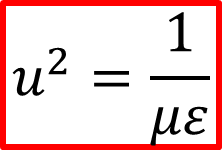 u² = 1/με